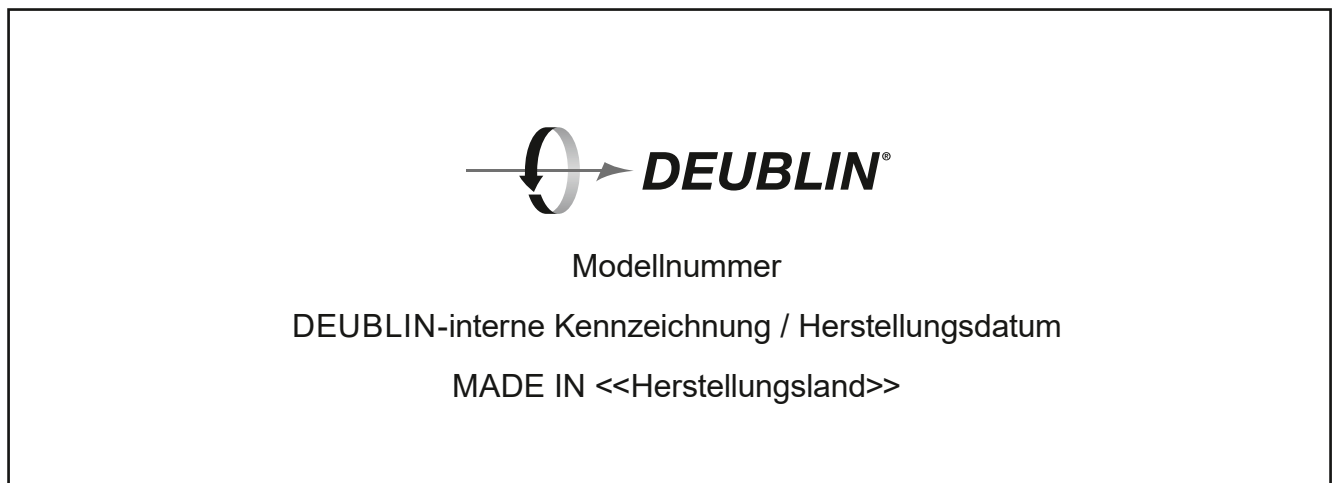 DEUBLIN®
Modellnummer
DEUBLIN-interne Kennzeichnung / Herstellungsdatum
MADE IN <<Herstellungsland>>